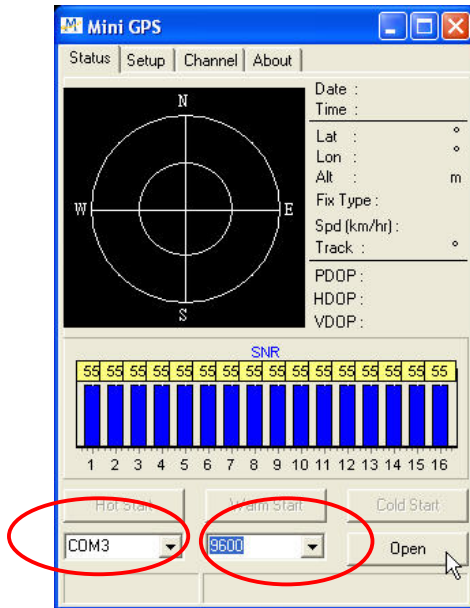 Mini GPS
Status Setup Channel About
N
W E
S
Date :
Time :
Lat : °
Lon : °
Alt : m
Fix Type :
Spd (km/hr) :
Track : °
PDOP :
HDOP :
VDOP :
SNR
55 55 55 55 55 55 55 55 55 55 55 55 55 55 55 55
1 2 3 4 5 6 7 8 9 10 11 12 13 14 15 16
Hot Start Warm Start Cold Start
COM3 9600 Open